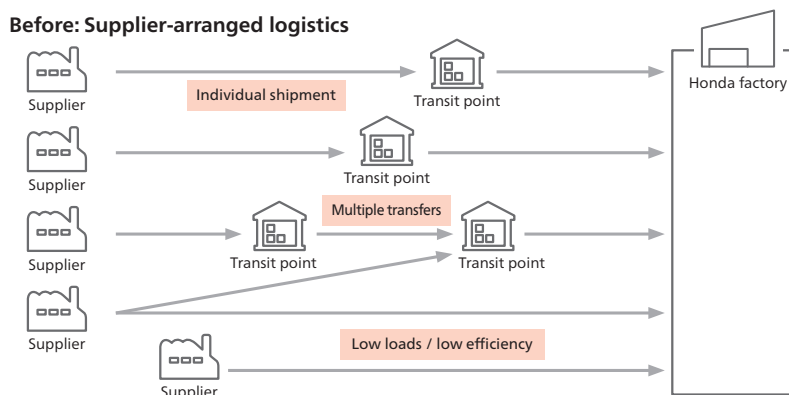 Before: Supplier-arranged logistics
Honda factory
Supplier
Individual shipment
Transit point
Supplier
Transit point
Supplier
Transit point
Multiple transfers
Transit point
Supplier
Low loads / low efficiency
Supplier